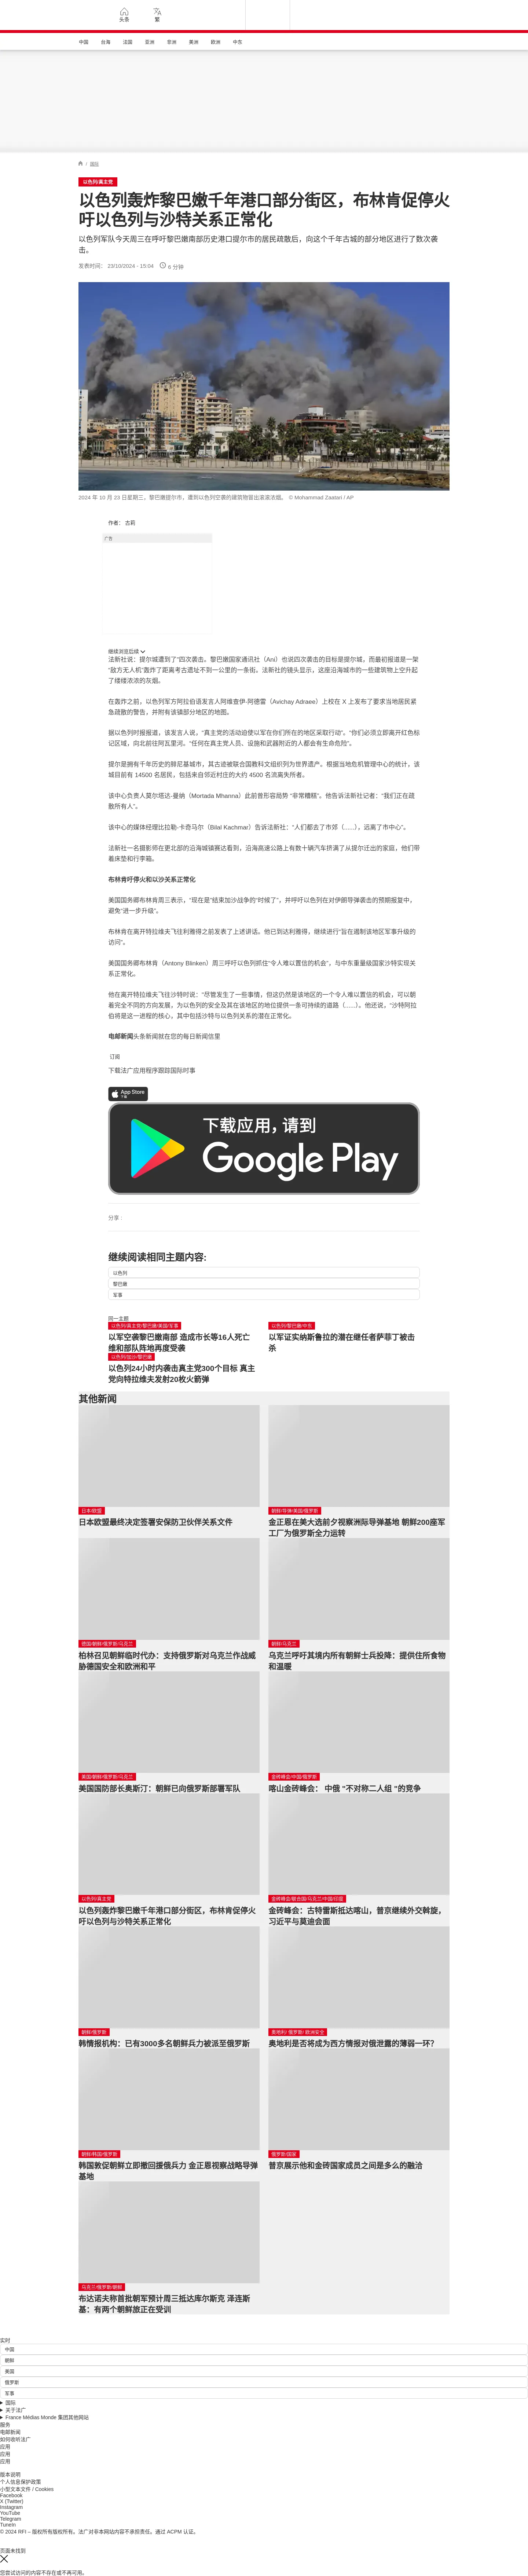 头条
繁
中国
台海
法国
亚洲
非洲
美洲
欧洲
中东
/ 国际
以色列/真主党
以色列轰炸黎巴嫩千年港口部分街区，布林肯促停火
吁以色列与沙特关系正常化
以色列军队今天周三在呼吁黎巴嫩南部历史港口提尔市的居民疏散后，向这个千年古城的部分地区进行了数次袭
击。
发表时间： 23/10/2024 - 15:04
6 分钟
2024 年 10 月 23 日星期三，黎巴嫩提尔市，遭到以色列空袭的建筑物冒出滚滚浓烟。 © Mohammad Zaatari / AP
作者： 古莉
广告
继续浏览后续
法新社说：提尔城遭到了“四次袭击。黎巴嫩国家通讯社（Ani）也说四次袭击的目标是提尔城，而最初报道是一架
“敌方无人机”轰炸了距离考古遗址不到一公里的一条街。法新社的镜头显示，这座沿海城市的一些建筑物上空升起
了缕缕浓浓的灰烟。
在轰炸之前，以色列军方阿拉伯语发言人阿维查伊-阿德雷（Avichay Adraee）上校在 X 上发布了要求当地居民紧
急疏散的警告，并附有该镇部分地区的地图。
据以色列时报报道，该发言人说，“真主党的活动迫使以军在你们所在的地区采取行动”。“你们必须立即离开红色标
记区域，向北前往阿瓦里河。“任何在真主党人员、设施和武器附近的人都会有生命危险”。
提尔是拥有千年历史的腓尼基城市，其古迹被联合国教科文组织列为世界遗产。根据当地危机管理中心的统计，该
城目前有 14500 名居民，包括来自邻近村庄的大约 4500 名流离失所者。
该中心负责人莫尔塔达-曼纳（Mortada Mhanna）此前曾形容局势 “非常糟糕”。他告诉法新社记者：“我们正在疏
散所有人”。
该中心的媒体经理比拉勒-卡奇马尔（Bilal Kachmar）告诉法新社：“人们都去了市郊（......），远离了市中心”。
法新社一名摄影师在更北部的沿海城镇赛达看到，沿海高速公路上有数十辆汽车挤满了从提尔迁出的家庭，他们带
着床垫和行李箱。
布林肯吁停火和以沙关系正常化
美国国务卿布林肯周三表示，“现在是”结束加沙战争的“时候了”，并呼吁以色列在对伊朗导弹袭击的预期报复中，
避免“进一步升级”。
布林肯在离开特拉维夫飞往利雅得之前发表了上述讲话。他已到达利雅得，继续进行“旨在遏制该地区军事升级的
访问”。
美国国务卿布林肯（Antony Blinken）周三呼吁以色列抓住“令人难以置信的机会”，与中东重量级国家沙特实现关
系正常化。
他在离开特拉维夫飞往沙特时说：“尽管发生了一些事情，但这仍然是该地区的一个令人难以置信的机会，可以朝
着完全不同的方向发展，为以色列的安全及其在该地区的地位提供一条可持续的道路（......）。他还说，“沙特阿拉
伯将是这一进程的核心，其中包括沙特与以色列关系的潜在正常化。
电邮新闻头条新闻就在您的每日新闻信里
订阅
下载法广应用程序跟踪国际时事
App Store
下载应用，请到
Google Play
分享 :
继续阅读相同主题内容:
以色列
黎巴嫩
军事
同一主题
以色列/真主党/黎巴嫩/美国/军事
以军空袭黎巴嫩南部 造成市长等16人死亡
维和部队阵地再度受袭
以色列/黎巴嫩/中东
以军证实纳斯鲁拉的潜在继任者萨菲丁被击
杀
以色列/加沙/黎巴嫩
以色列24小时内袭击真主党300个目标 真主
党向特拉维夫发射20枚火箭弹
其他新闻
日本/欧盟
日本欧盟最终决定签署安保防卫伙伴关系文件
朝鲜/导弹/美国/俄罗斯
金正恩在美大选前夕视察洲际导弹基地 朝鲜200座军
工厂为俄罗斯全力运转
德国/朝鲜/俄罗斯/乌克兰
柏林召见朝鲜临时代办：支持俄罗斯对乌克兰作战威
胁德国安全和欧洲和平
朝鲜/乌克兰
乌克兰呼吁其境内所有朝鲜士兵投降：提供住所食物
和温暖
美国/朝鲜/俄罗斯/乌克兰
美国国防部长奥斯汀：朝鲜已向俄罗斯部署军队
金砖峰会/中国/俄罗斯
喀山金砖峰会： 中俄 “不对称二人组 ”的竞争
以色列/真主党
以色列轰炸黎巴嫩千年港口部分街区，布林肯促停火
吁以色列与沙特关系正常化
金砖峰会/联合国/乌克兰/中国/印度
金砖峰会：古特雷斯抵达喀山，普京继续外交斡旋，
习近平与莫迪会面
朝鲜/俄罗斯
韩情报机构：已有3000多名朝鲜兵力被派至俄罗斯
奥地利/ 俄罗斯/ 欧洲安全
奥地利是否将成为西方情报对俄泄露的薄弱一环？
朝鲜/韩国/俄罗斯
韩国敦促朝鲜立即撤回援俄兵力 金正恩视察战略导弹
基地
俄罗斯/国家
普京展示他和金砖国家成员之间是多么的融洽
乌克兰/俄罗斯/朝鲜
布达诺夫称首批朝军预计周三抵达库尔斯克 泽连斯
基：有两个朝鲜旅正在受训
实时
中国
朝鲜
美国
俄罗斯
军事
国际
关于法广
France Médias Monde 集团其他网站
服务
电邮新闻
如何收听法广
应用
应用
应用
版本说明
个人信息保护政策
小型文本文件 / Cookies
Facebook
X (Twitter)
Instagram
YouTube
Telegram
TuneIn
© 2024 RFI – 版权所有版权所有。法广对非本网站内容不承担责任。通过 ACPM 认证。
页面未找到
您尝试访问的内容不存在或不再可用。